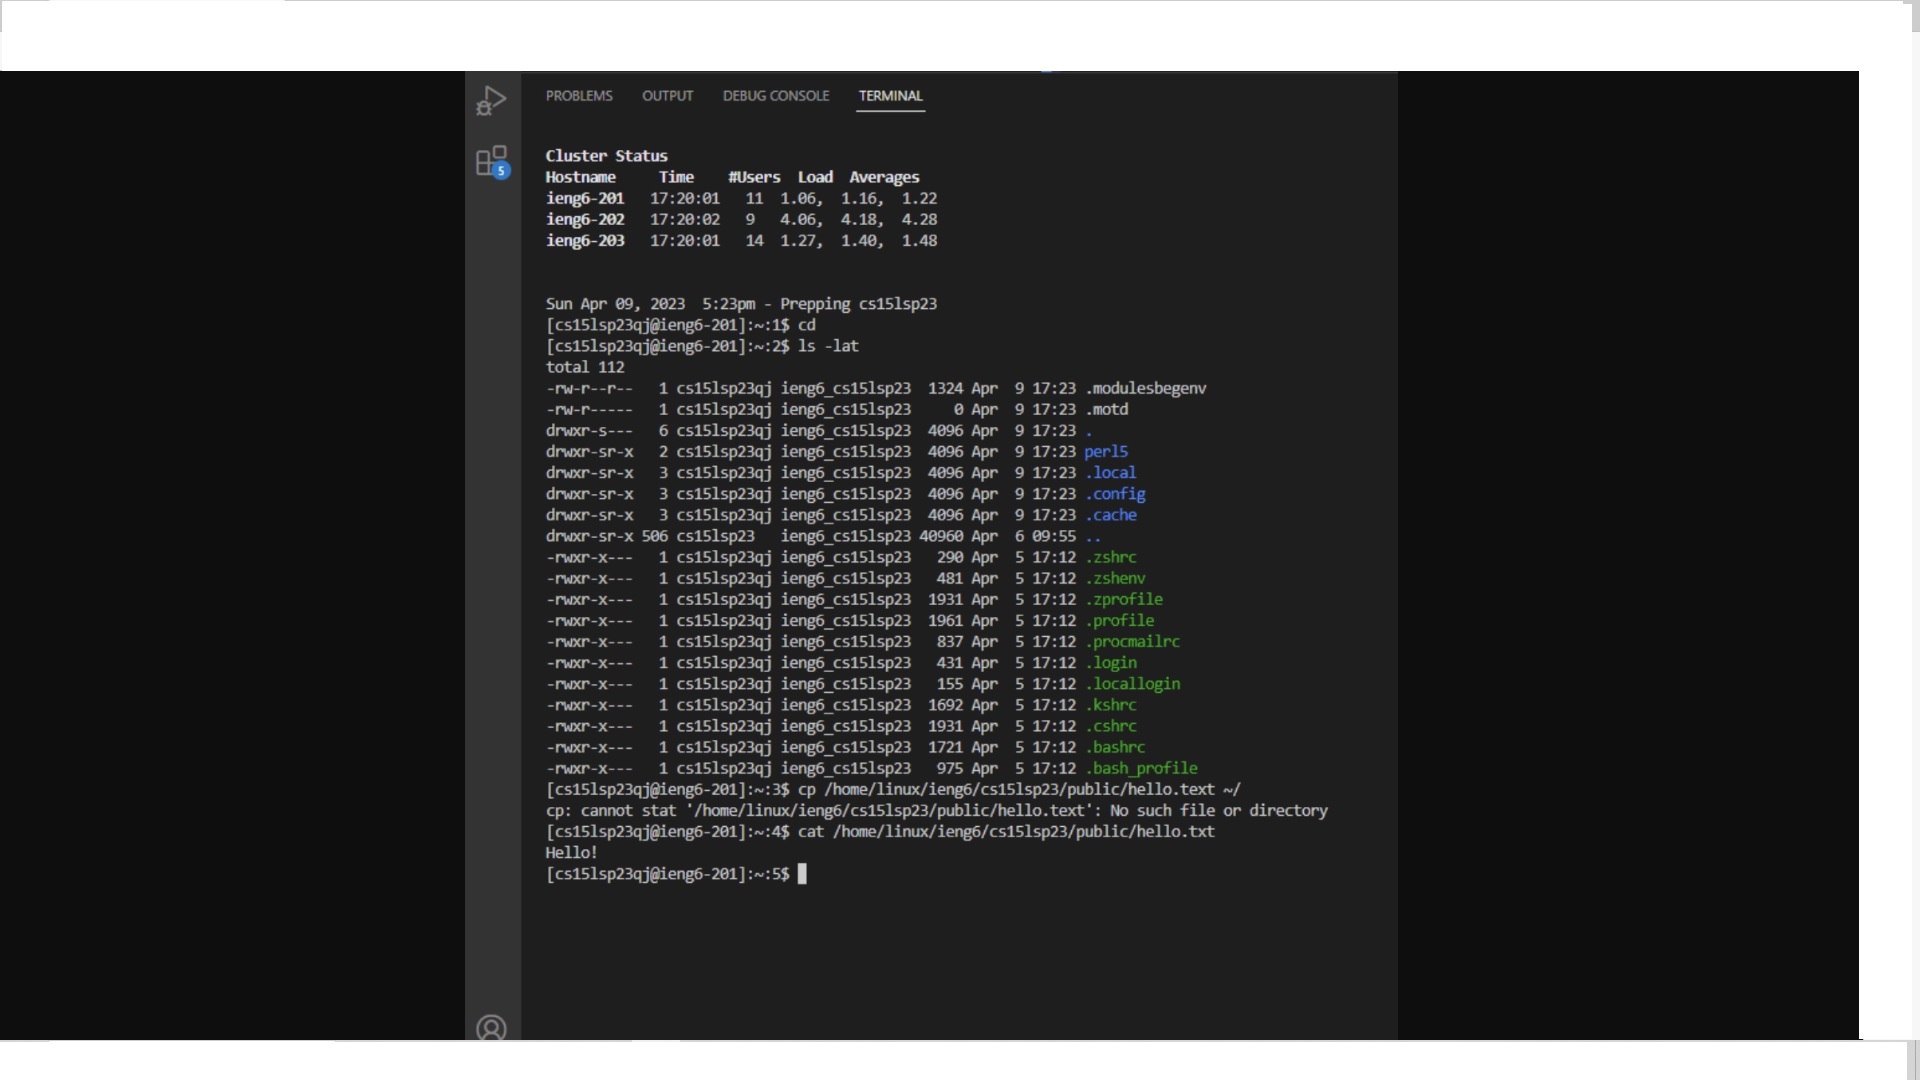 PROBLEMS OUTPUT DEBUG CONSOLE TERMINAL
5
Cluster Status
Hostname     Time    #Users  Load  Averages
ieng6-201   17:20:01   11  1.06,  1.16,  1.22
ieng6-202   17:20:02   9   4.06,  4.18,  4.28
ieng6-203   17:20:01   14  1.27,  1.40,  1.48
Sun Apr 09, 2023  5:23pm - Prepping cs15lsp23
[cs15lsp23qj@ieng6-201]:~:1$ cd
[cs15lsp23qj@ieng6-201]:~:2$ ls -lat
total 112
-rw-r--r--   1 cs15lsp23qj ieng6_cs15lsp23  1324 Apr  9 17:23 .modulesbegenv
-rw-r-----   1 cs15lsp23qj ieng6_cs15lsp23     0 Apr  9 17:23 .motd
drwxr-s---   6 cs15lsp23qj ieng6_cs15lsp23  4096 Apr  9 17:23 .
drwxr-sr-x   2 cs15lsp23qj ieng6_cs15lsp23  4096 Apr  9 17:23 perl5
drwxr-sr-x   3 cs15lsp23qj ieng6_cs15lsp23  4096 Apr  9 17:23 .local
drwxr-sr-x   3 cs15lsp23qj ieng6_cs15lsp23  4096 Apr  9 17:23 .config
drwxr-sr-x   3 cs15lsp23qj ieng6_cs15lsp23  4096 Apr  9 17:23 .cache
drwxr-sr-x 506 cs15lsp23   ieng6_cs15lsp23 40960 Apr  6 09:55 ..
-rwxr-x---   1 cs15lsp23qj ieng6_cs15lsp23   290 Apr  5 17:12 .zshrc
-rwxr-x---   1 cs15lsp23qj ieng6_cs15lsp23   481 Apr  5 17:12 .zshenv
-rwxr-x---   1 cs15lsp23qj ieng6_cs15lsp23  1931 Apr  5 17:12 .zprofile
-rwxr-x---   1 cs15lsp23qj ieng6_cs15lsp23  1961 Apr  5 17:12 .profile
-rwxr-x---   1 cs15lsp23qj ieng6_cs15lsp23   837 Apr  5 17:12 .procmailrc
-rwxr-x---   1 cs15lsp23qj ieng6_cs15lsp23   431 Apr  5 17:12 .login
-rwxr-x---   1 cs15lsp23qj ieng6_cs15lsp23   155 Apr  5 17:12 .locallogin
-rwxr-x---   1 cs15lsp23qj ieng6_cs15lsp23  1692 Apr  5 17:12 .kshrc
-rwxr-x---   1 cs15lsp23qj ieng6_cs15lsp23  1931 Apr  5 17:12 .cshrc
-rwxr-x---   1 cs15lsp23qj ieng6_cs15lsp23  1721 Apr  5 17:12 .bashrc
-rwxr-x---   1 cs15lsp23qj ieng6_cs15lsp23   975 Apr  5 17:12 .bash_profile
[cs15lsp23qj@ieng6-201]:~:3$ cp /home/linux/ieng6/cs15lsp23/public/hello.text ~/
cp: cannot stat '/home/linux/ieng6/cs15lsp23/public/hello.text': No such file or directory
[cs15lsp23qj@ieng6-201]:~:4$ cat /home/linux/ieng6/cs15lsp23/public/hello.txt
Hello!
[cs15lsp23qj@ieng6-201]:~:5$